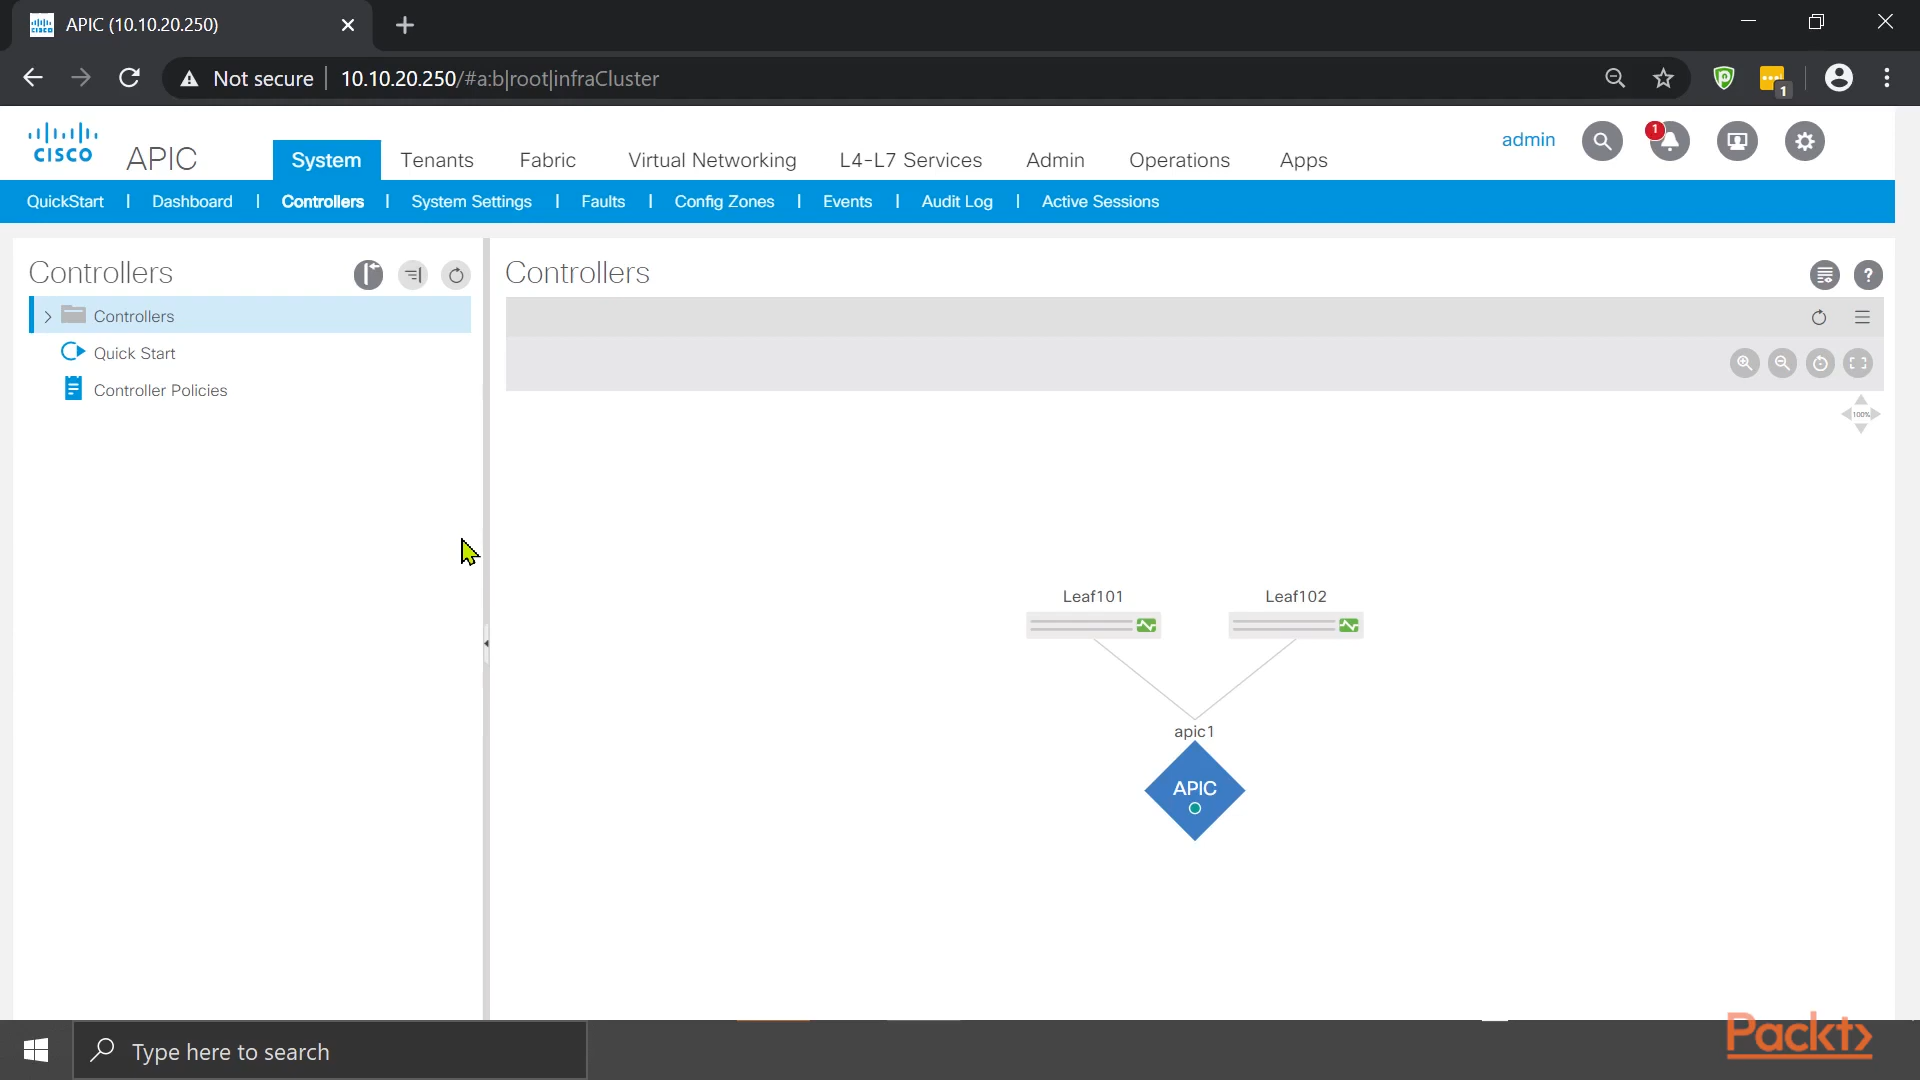 APIC (10.10.20.250)
Not secure | 10.10.20.250/#a:b|root|infraCluster
1
CISCO APIC
System Tenants Fabric Virtual Networking L4-L7 Services Admin Operations Apps
admin
1
QuickStart | Dashboard | Controllers | System Settings | Faults | Config Zones | Events | Audit Log | Active Sessions
Controllers
Controllers
Quick Start
Controller Policies
Controllers
?
100%
Leaf101
Leaf102
apic1
APIC
Type here to search
Packt>